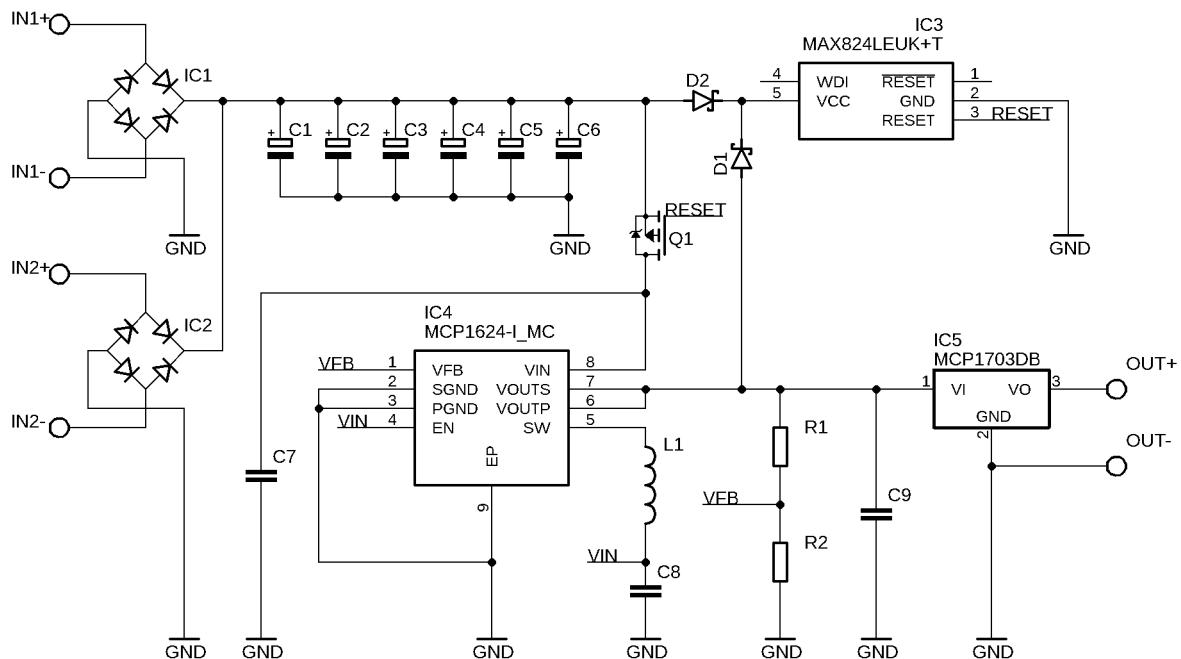 IN1+
IC1
IN1-
GND
IN2+
IC2
IN2-
GND
C1
C2
C3
C4
C5
C6
GND
D2
D1
IC3
MAX824LEUK+T
4
WDI
RESET
1
5
VCC
GND
2
RESET
3
RESET
GND
RESET
Q1
IC4
MCP1624-I_MC
VFB
1
VFB
VIN
8
2
SGND
VOUTS
7
3
PGND
VOUTP
6
VIN
4
EN
SW
5
EP
9
GND
C7
GND
L1
VIN
C8
GND
R1
VFB
R2
GND
C9
GND
IC5
MCP1703DB
1
VI
VO
3
GND
2
OUT+
OUT-
GND